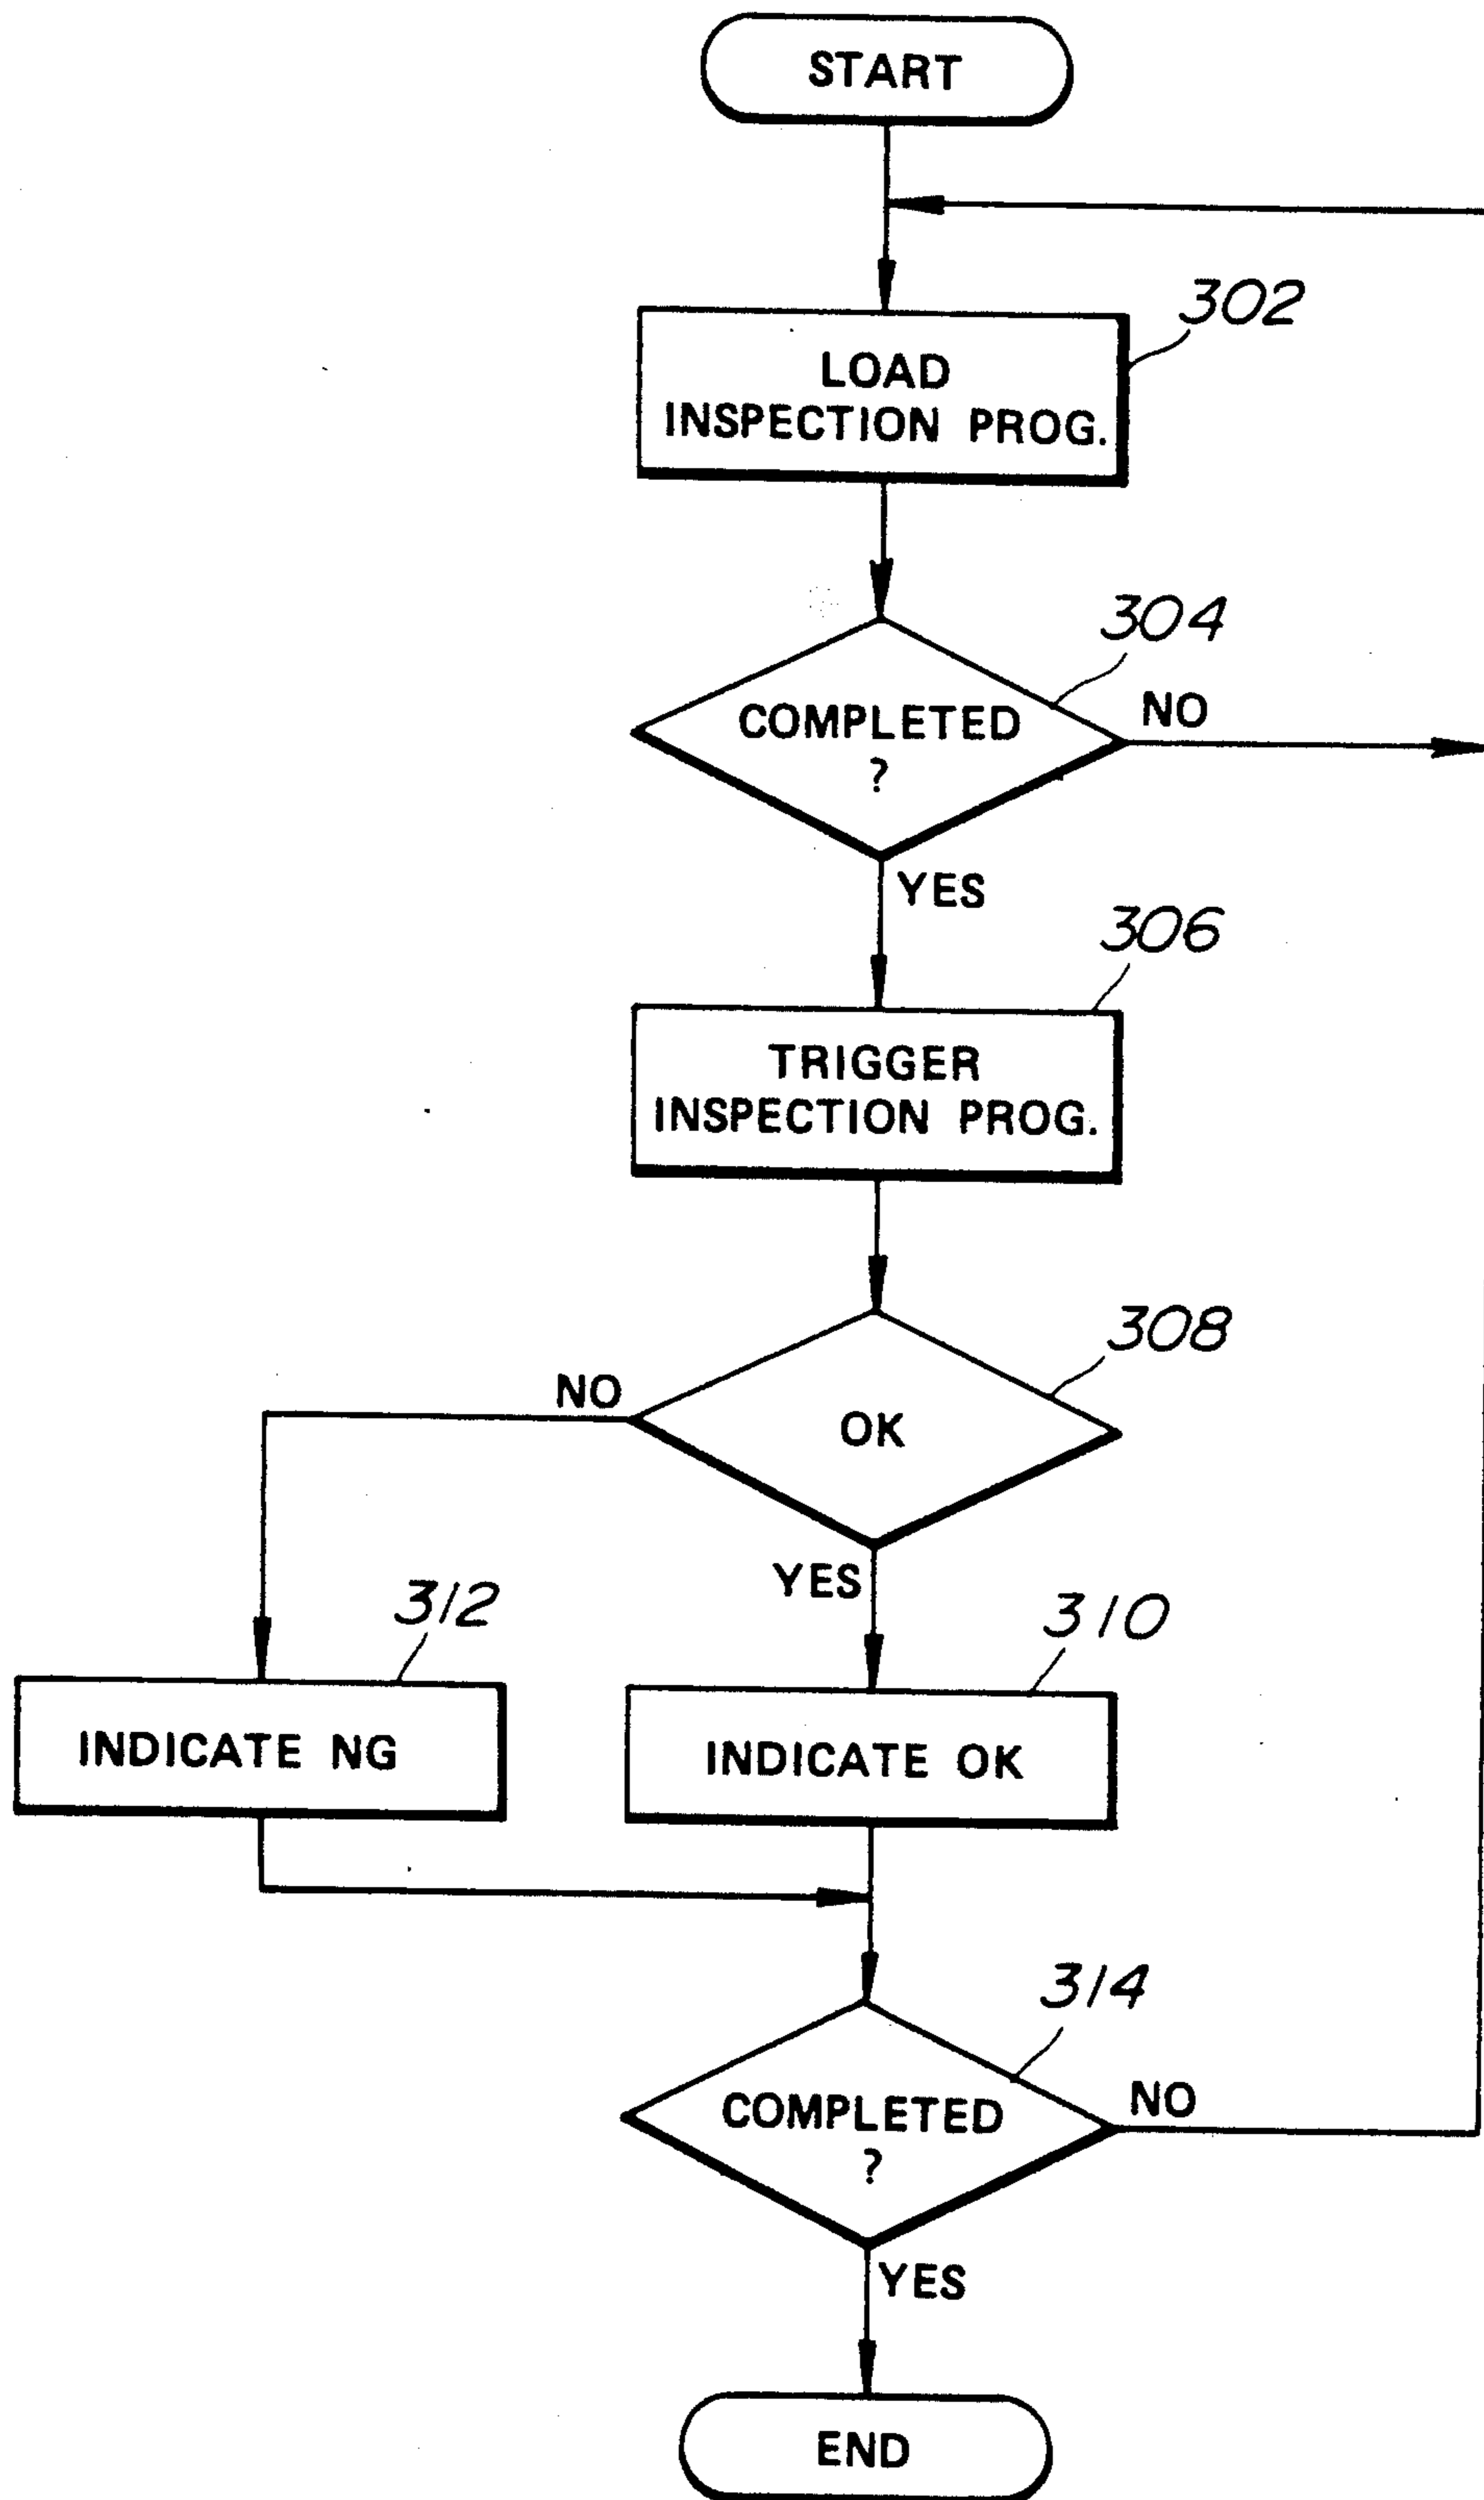 START
302
LOAD
INSPECTION PROG.
304
COMPLETED
?
NO
YES
306
TRIGGER
INSPECTION PROG.
308
NO
OK
YES
312
310
INDICATE NG
INDICATE OK
314
COMPLETED
?
NO
YES
END